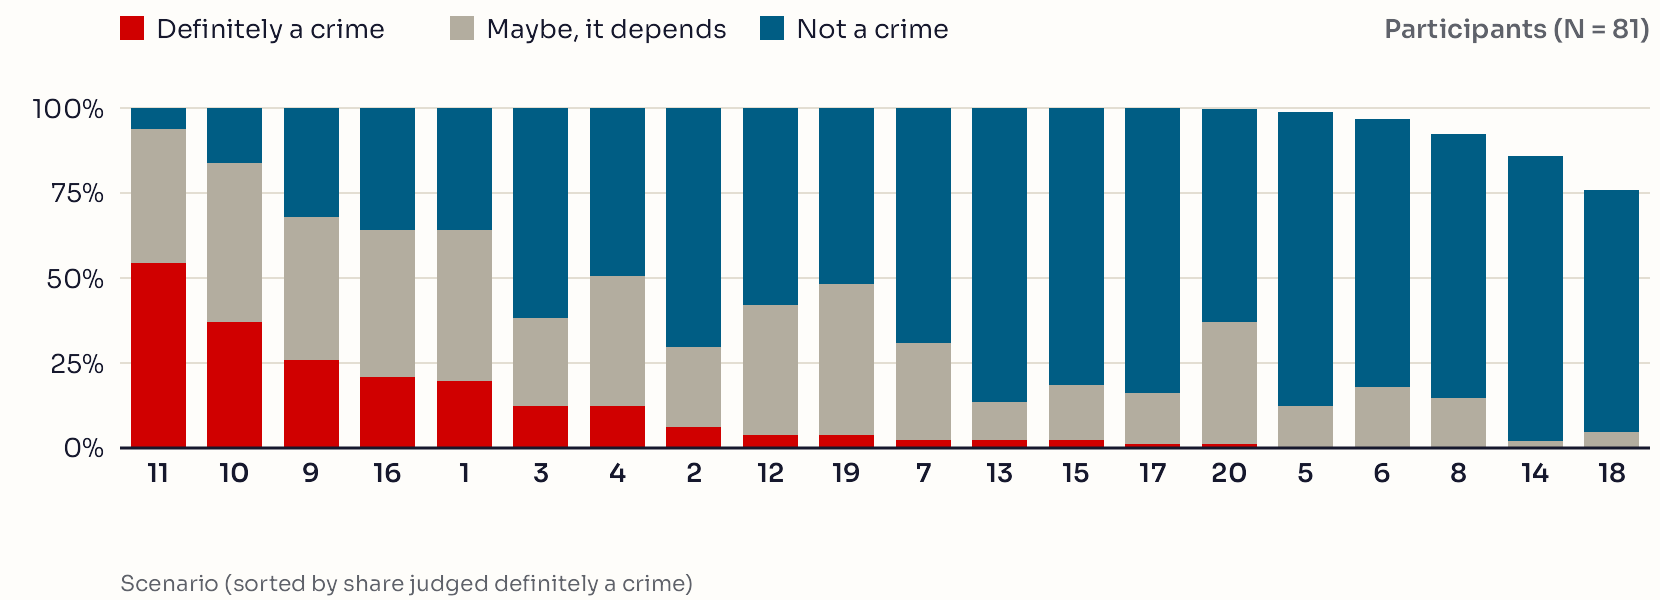 Definitely a crime Maybe, it depends Not a crime Participants (N = 81)
100%
75%
50%
25%
0%
11 10 9 16 1 3 4 2 12 19 7 13 15 17 20 5 6 8 14 18
Scenario (sorted by share judged definitely a crime)